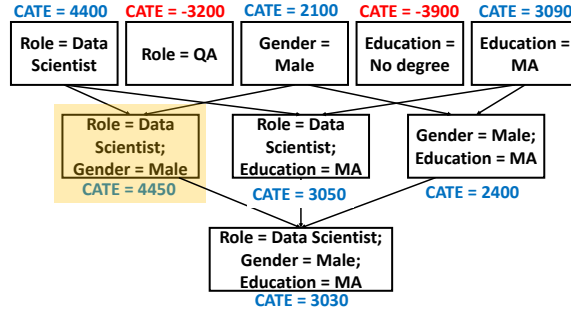 CATE = 4400 CATE = -3200 CATE = 2100 CATE = -3900 CATE = 3090
Role = Data
Scientist
Role = QA
Gender =
Male
Education =
No degree
Education =
MA
Role = Data
Scientist;
Gender = Male
CATE = 4450
Role = Data
Scientist;
Education = MA
CATE = 3050
Gender = Male;
Education = MA
CATE = 2400
Role = Data Scientist;
Gender = Male;
Education = MA
CATE = 3030